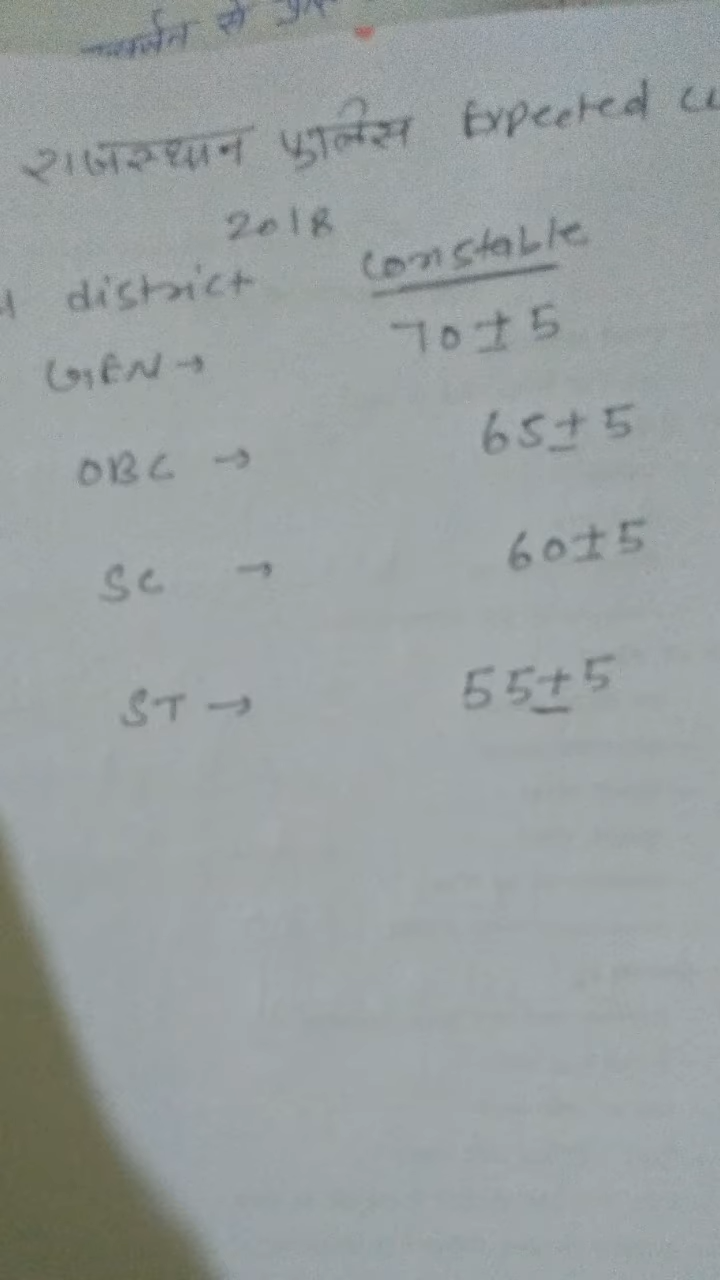 से
राजस्थान पुलिस Expected
2018
district constable
GEN → 70 ± 5
OBC → 65 ± 5
SC → 60 ± 5
ST → 55 ± 5